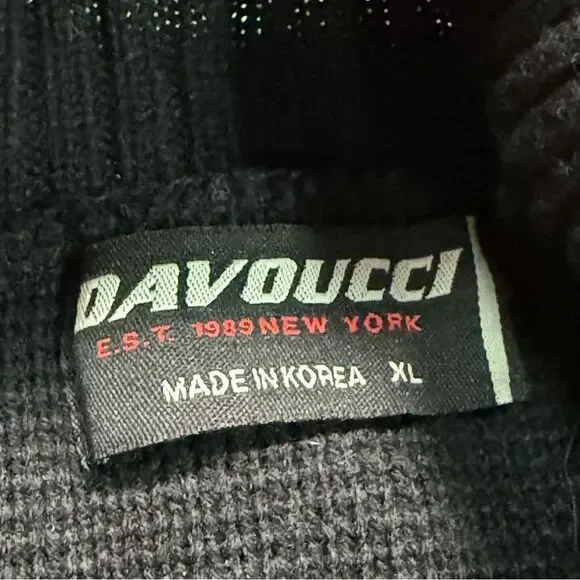 DAVOUCCI
E.S.T. 1989 NEW YORK
MADE IN KOREA XL